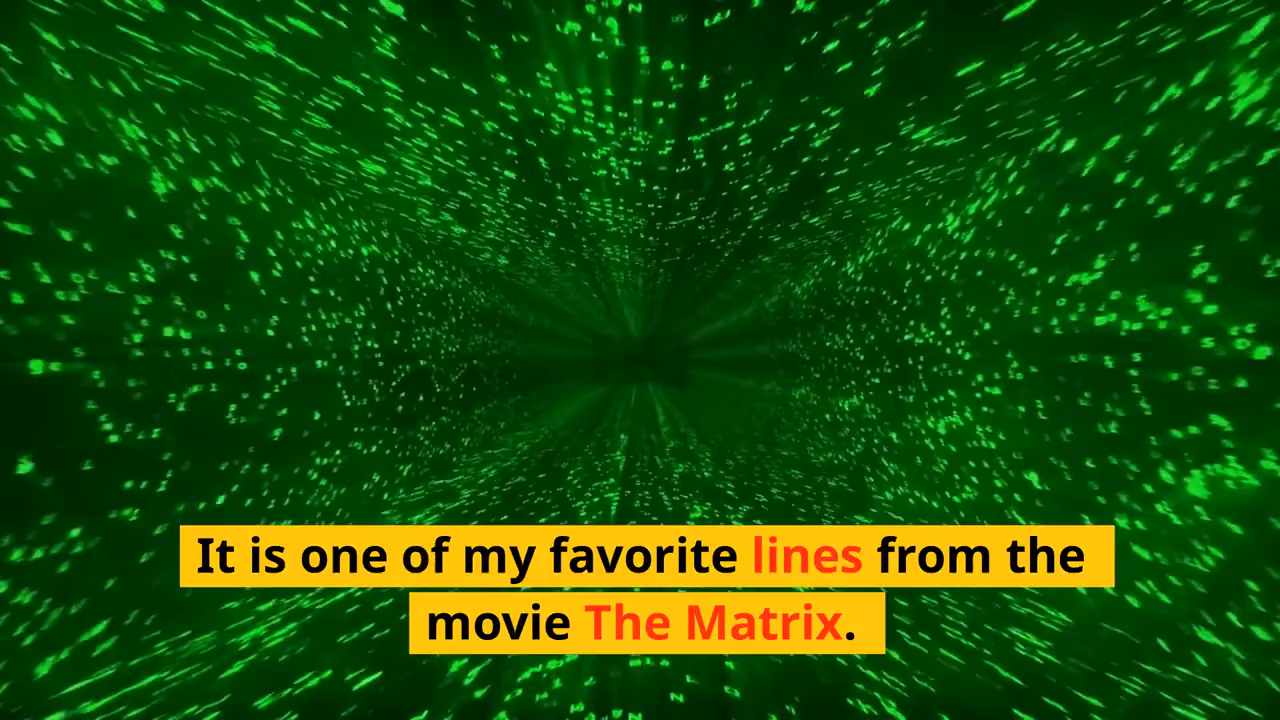 It is one of my favorite lines from the
movie The Matrix.